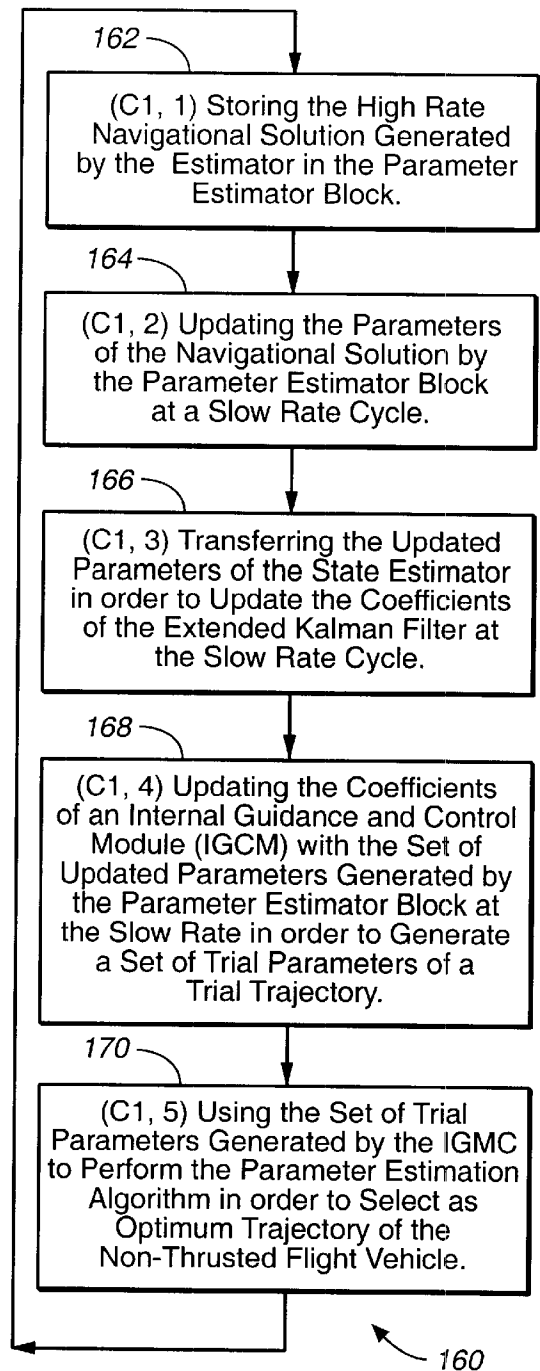 162
(C1, 1) Storing the High Rate
Navigational Solution Generated
by the Estimator in the Parameter
Estimator Block.
164
(C1, 2) Updating the Parameters
of the Navigational Solution by
the Parameter Estimator Block
at a Slow Rate Cycle.
166
(C1, 3) Transferring the Updated
Parameters of the State Estimator
in order to Update the Coefficients
of the Extended Kalman Filter at
the Slow Rate Cycle.
168
(C1, 4) Updating the Coefficients
of an Internal Guidance and Control
Module (IGCM) with the Set of
Updated Parameters Generated by
the Parameter Estimator Block at
the Slow Rate in order to Generate
a Set of Trial Parameters of a
Trial Trajectory.
170
(C1, 5) Using the Set of Trial
Parameters Generated by the IGMC
to Perform the Parameter Estimation
Algorithm in order to Select as
Optimum Trajectory of the
Non-Thrusted Flight Vehicle.
160